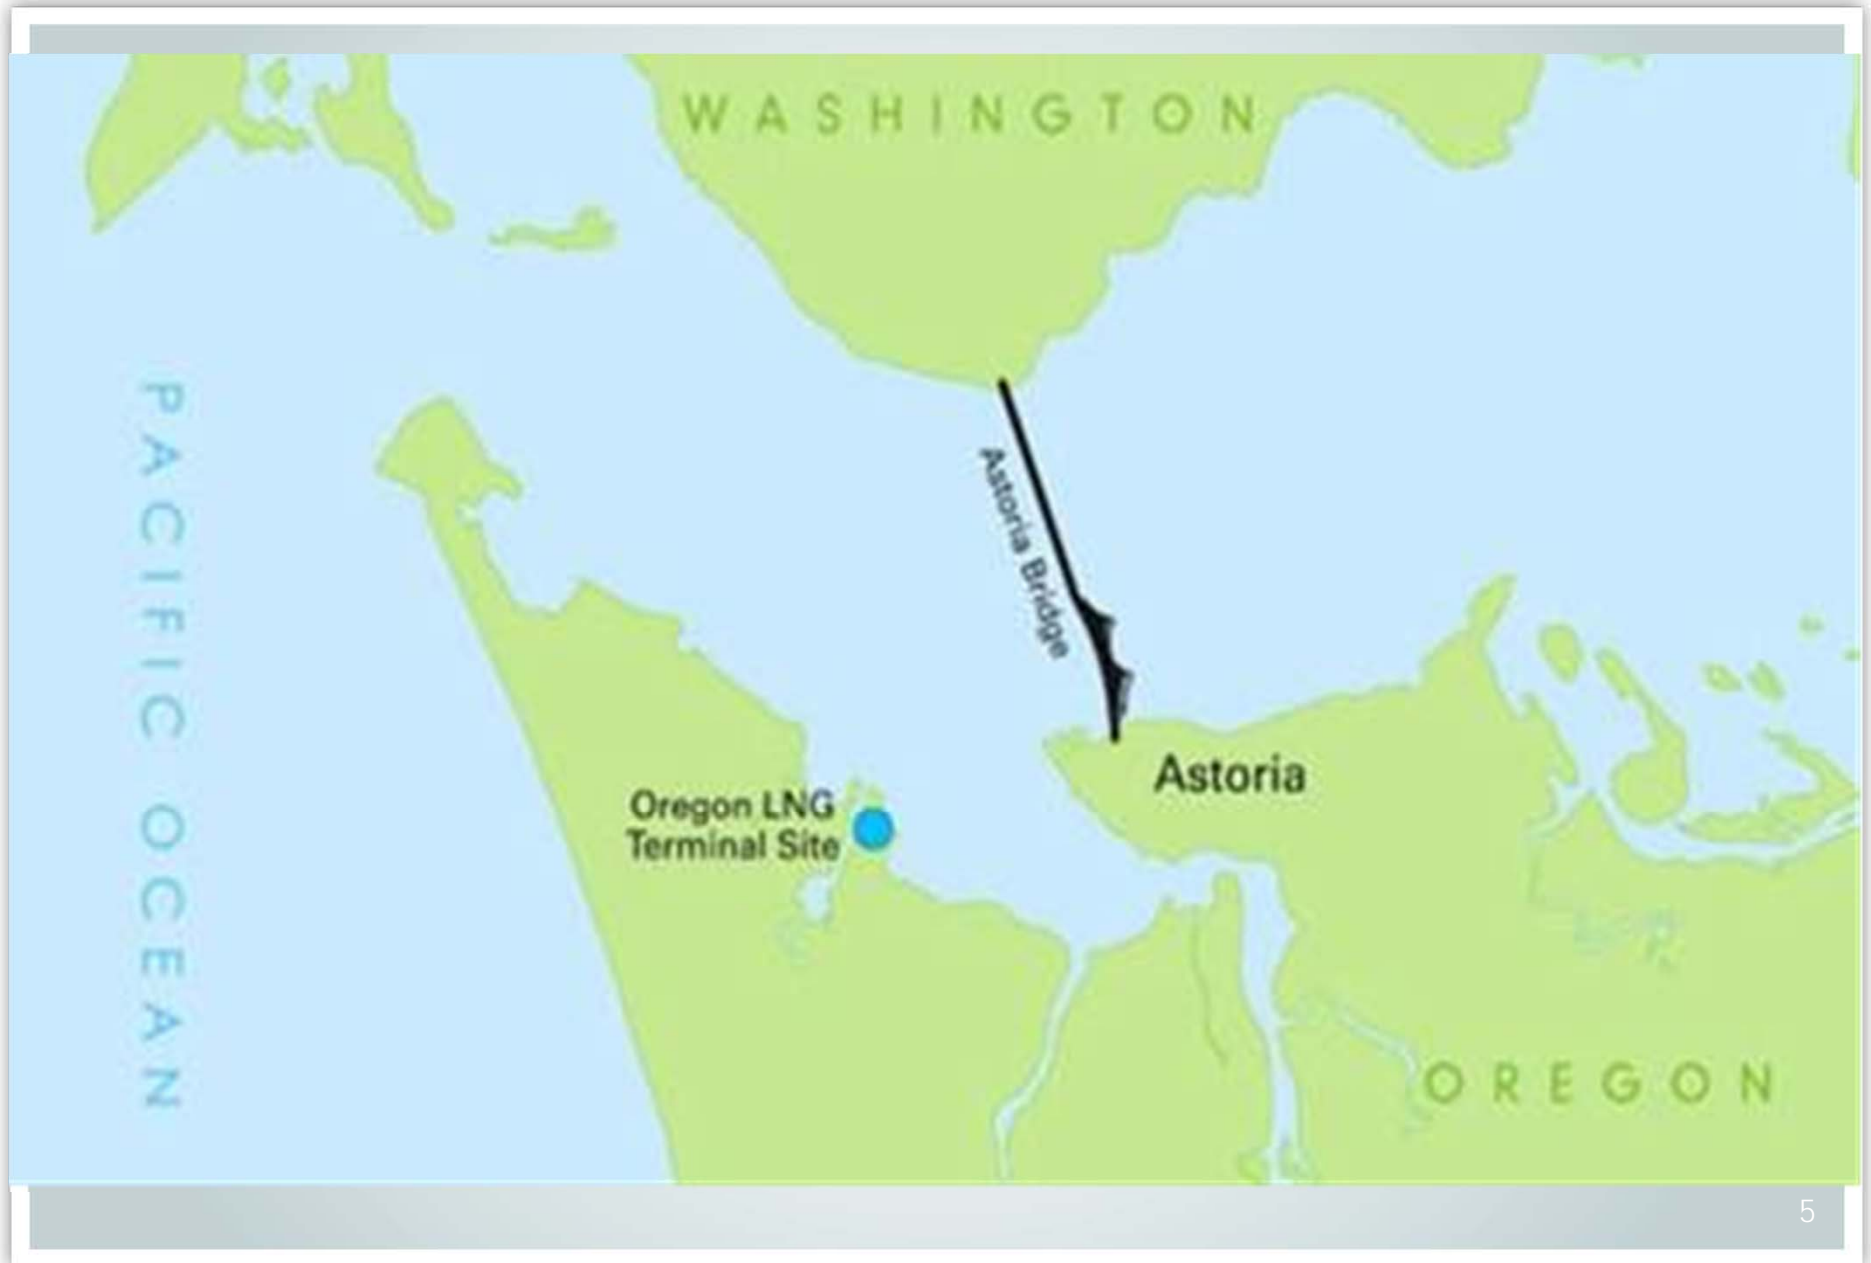 WASHINGTON
PACIFIC OCEAN
Astoria Bridge
Astoria
Oregon LNG
Terminal Site
OREGON
5